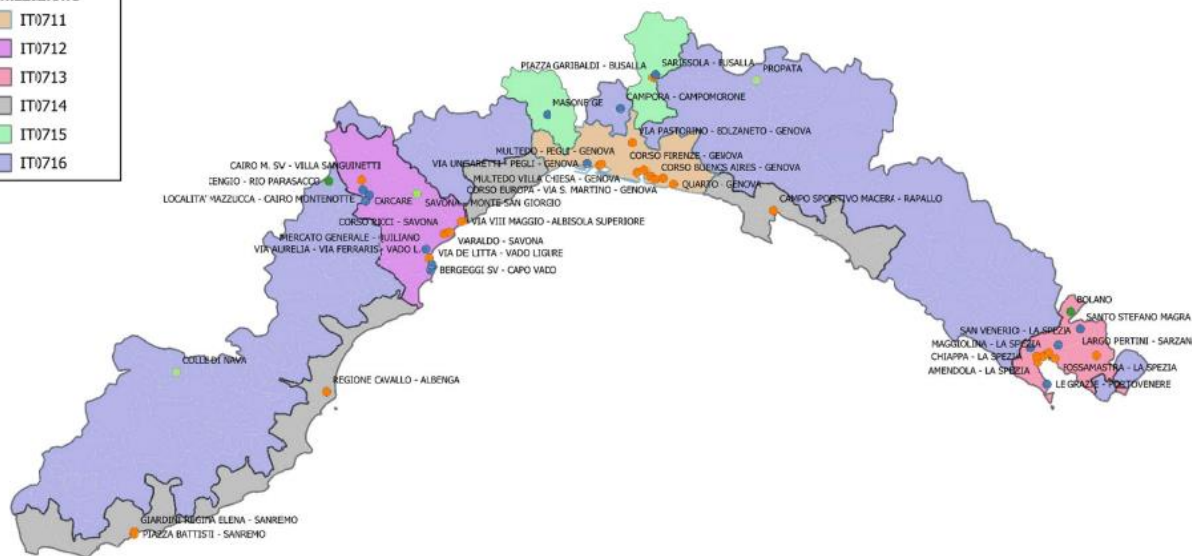 IT0711
IT0712
IT0713
IT0714
IT0715
IT0716
PIAZZA GARIBALDI - BUSALLA
SARISSOLA - BUSALLA
PROPATA
MASONE GE
CAMPORA - CAMPOMORONE
VIA PASTORINO - BOLZANETO - GENOVA
MULTEDO - PEGLI - GENOVA
CORSO FIRENZE - GENOVA
CAIRO M. SV - VILLA SANGUINETTI
VIA UNGARETTI - PEGLI - GENOVA
CORSO BUENOS AIRES - GENOVA
CENGIO - RIO PARASACCO
MULTEDO VILLA CHIESA - GENOVA
QUARTO - GENOVA
CORSO EUROPA - VIA S. MARTINO - GENOVA
LOCALITA' MAZZUCCA - CAIRO MONTENOTTE
CARCARE
SAVONA - MONTE SAN GIORGIO
CAMPO SPORTIVO MACERA - RAPALLO
CORSO RICCI - SAVONA
VIA VIII MAGGIO - ALBISOLA SUPERIORE
MERCATO GENERALE - QUILIANO
VARALDO - SAVONA
VIA AURELIA - VIA FERRARIS - VADO L.
VIA DE LITTA - VADO LIGURE
BERGEGGI SV - CAPO VADO
BOLANO
SANTO STEFANO MAGRA
SAN VENERIO - LA SPEZIA
MAGGIOLINA - LA SPEZIA
LARGO PERTINI - SARZAN
CHIAPPA - LA SPEZIA
COLLE DI NAVA
AMENDOLA - LA SPEZIA
FOSSAMASTRA - LA SPEZIA
REGIONE CAVALLO - ALBENGA
LE GRAZIE - PORTOVENERE
GIARDINI REGINA ELENA - SANREMO
PIAZZA BATTISTI - SANREMO